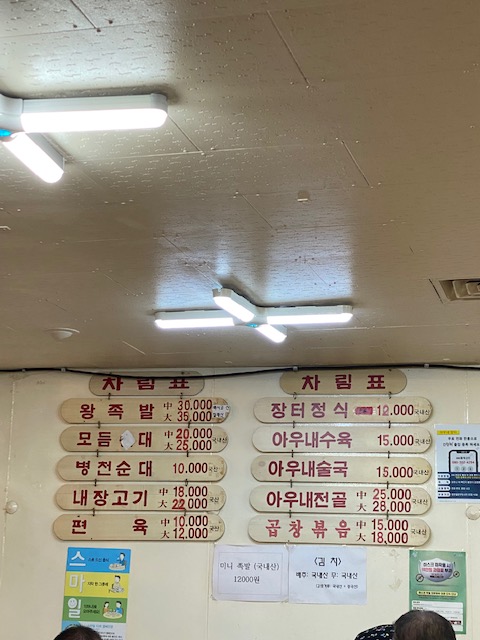 차림표
왕족발 中 30.000 大 35.000
모듬 대 中 20.000 大 25.000
병천순대 10.000 국산
내장고기 中 18.000 大 22.000 국산
편육 中 10.000 大 12.000 국산
차림표
장터정식 12.000 국내산
아우내수육 15.000 국내산
아우내술국 15.000 국내산
아우내전골 中 25.000 大 28.000 국내산
곱창볶음 中 15.000 大 18.000 국내산
스마일
미니 족발 (국내산)
12000원
<김치>
배추: 국내산 무: 국내산